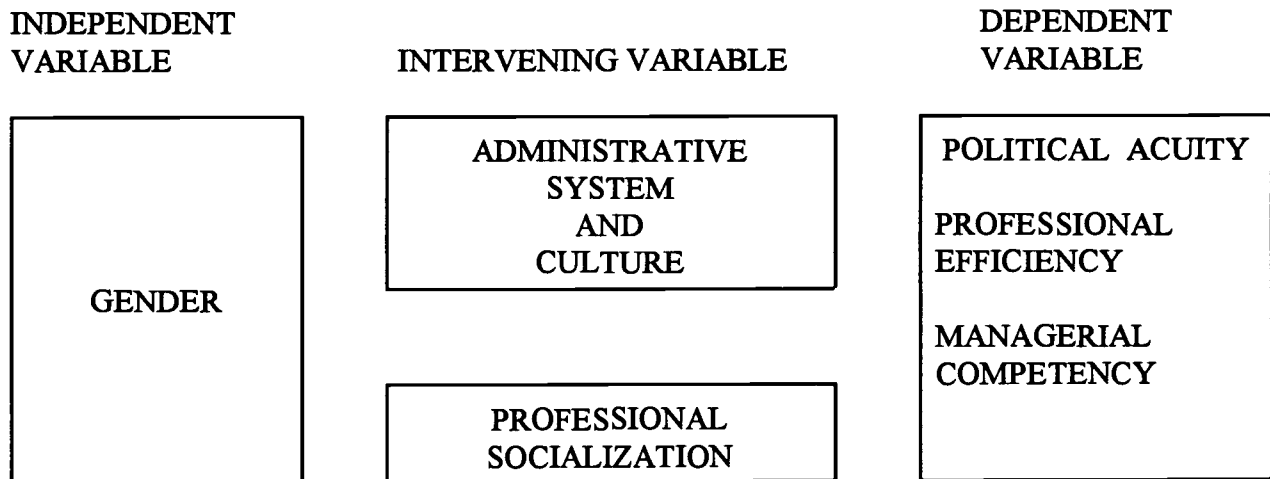 INDEPENDENT
VARIABLE
INTERVENING VARIABLE
DEPENDENT
VARIABLE
GENDER
ADMINISTRATIVE
SYSTEM
AND
CULTURE
PROFESSIONAL
SOCIALIZATION
POLITICAL ACUITY
PROFESSIONAL
EFFICIENCY
MANAGERIAL
COMPETENCY